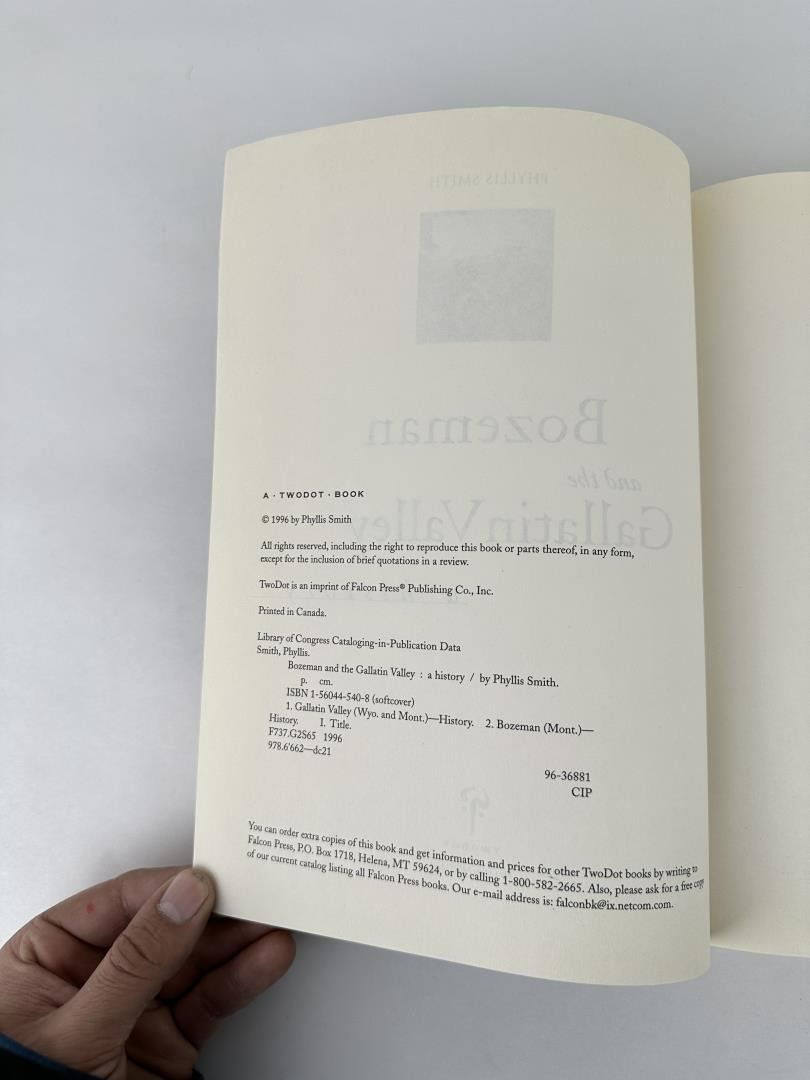 PHYLLIS SMITH
Bozeman
and the
Gallatin Valley
A · TWODOT · BOOK
© 1996 by Phyllis Smith
All rights reserved, including the right to reproduce this book or parts thereof, in any form,
except for the inclusion of brief quotations in a review.
TwoDot is an imprint of Falcon Press® Publishing Co., Inc.
Printed in Canada.
Library of Congress Cataloging-in-Publication Data
Smith, Phyllis.
Bozeman and the Gallatin Valley : a history / by Phyllis Smith.
p. cm.
ISBN 1-56044-540-8 (softcover)
1. Gallatin Valley (Wyo. and Mont.)—History. 2. Bozeman (Mont.)—
History. I. Title.
F737.G2S65 1996
978.6'662—dc21
96-36881
CIP
You can order extra copies of this book and get information and prices for other TwoDot books by writing to
Falcon Press, P.O. Box 1718, Helena, MT 59624, or by calling 1-800-582-2665. Also, please ask for a free copy
of our current catalog listing all Falcon Press books. Our e-mail address is: falconbk@ix.netcom.com.